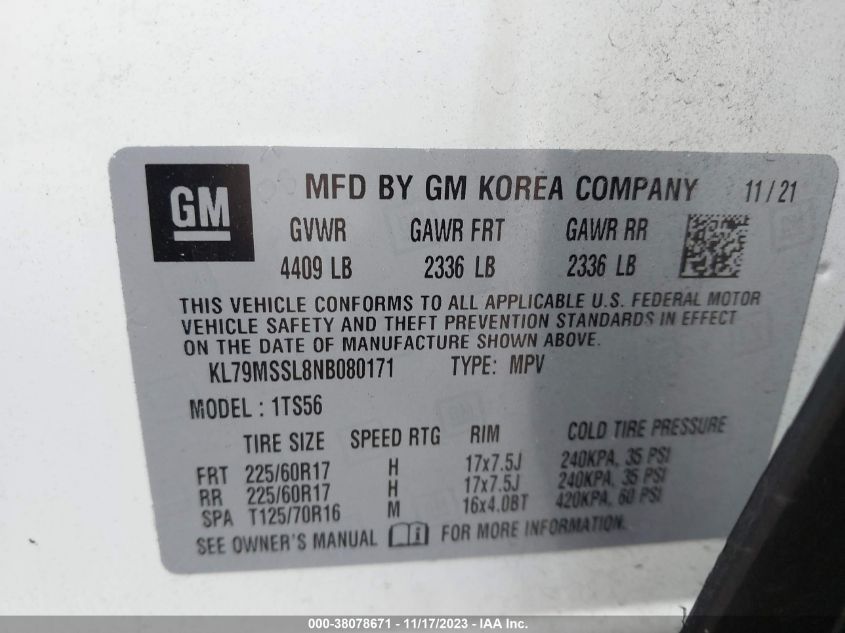 GM MFD BY GM KOREA COMPANY 11/21
GVWR GAWR FRT GAWR RR
4409 LB 2336 LB 2336 LB
THIS VEHICLE CONFORMS TO ALL APPLICABLE U.S. FEDERAL MOTOR
VEHICLE SAFETY AND THEFT PREVENTION STANDARDS IN EFFECT
ON THE DATE OF MANUFACTURE SHOWN ABOVE.
KL79MSSL8NB080171 TYPE: MPV
MODEL : 1TS56
TIRE SIZE SPEED RTG RIM COLD TIRE PRESSURE
FRT 225/60R17 H 17x7.5J 240KPA, 35 PSI
RR 225/60R17 H 17x7.5J 240KPA, 35 PSI
SPA T125/70R16 M 16x4.0BT 420KPA, 60 PSI
SEE OWNER'S MANUAL FOR MORE INFORMATION.
000-38078671 - 11/17/2023 - IAA Inc.